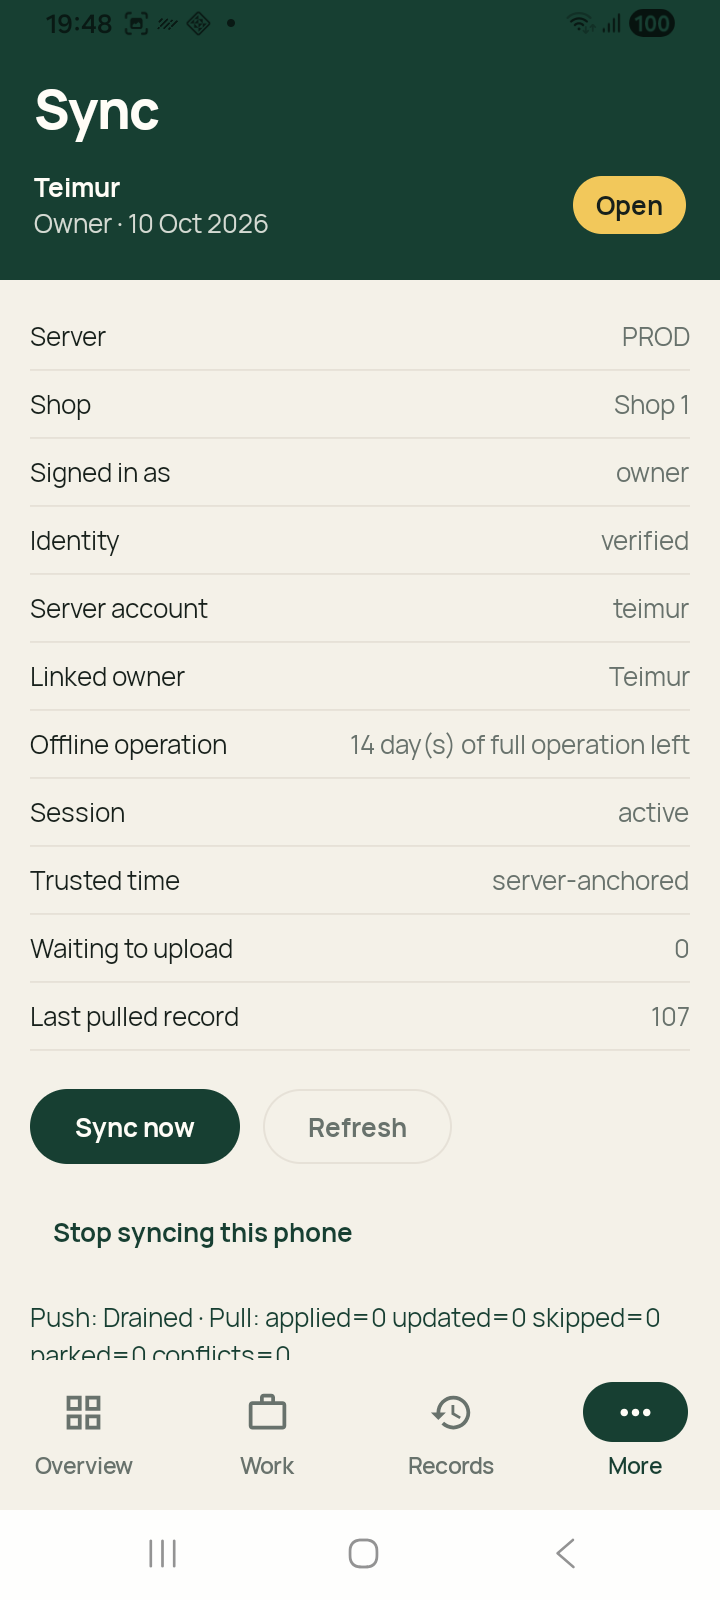 19:48
100
Sync
Teimur
Owner · 10 Oct 2026
Open
Server PROD
Shop Shop 1
Signed in as owner
Identity verified
Server account teimur
Linked owner Teimur
Offline operation 14 day(s) of full operation left
Session active
Trusted time server-anchored
Waiting to upload 0
Last pulled record 107
Sync now Refresh
Stop syncing this phone
Push: Drained · Pull: applied=0 updated=0 skipped=0
parked=0 conflicts=0
Overview Work Records More